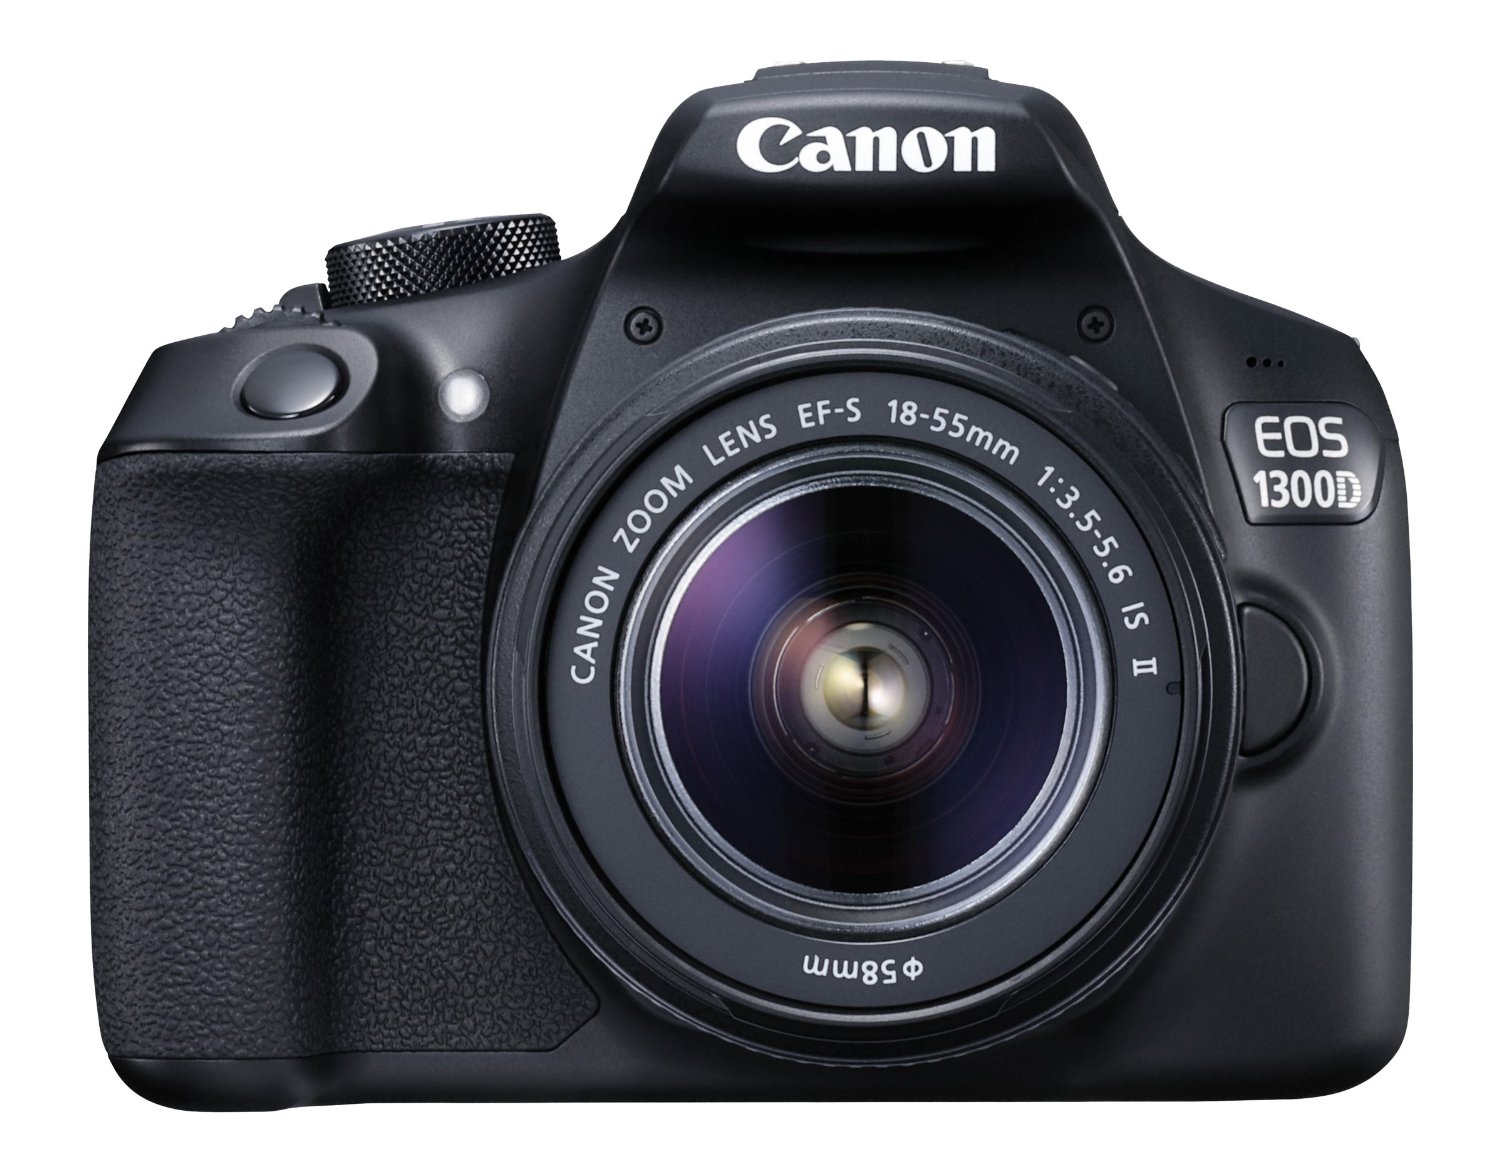 Canon
EOS
1300D
CANON ZOOM LENS EF-S 18-55mm 1:3.5-5.6 IS II
Φ58mm